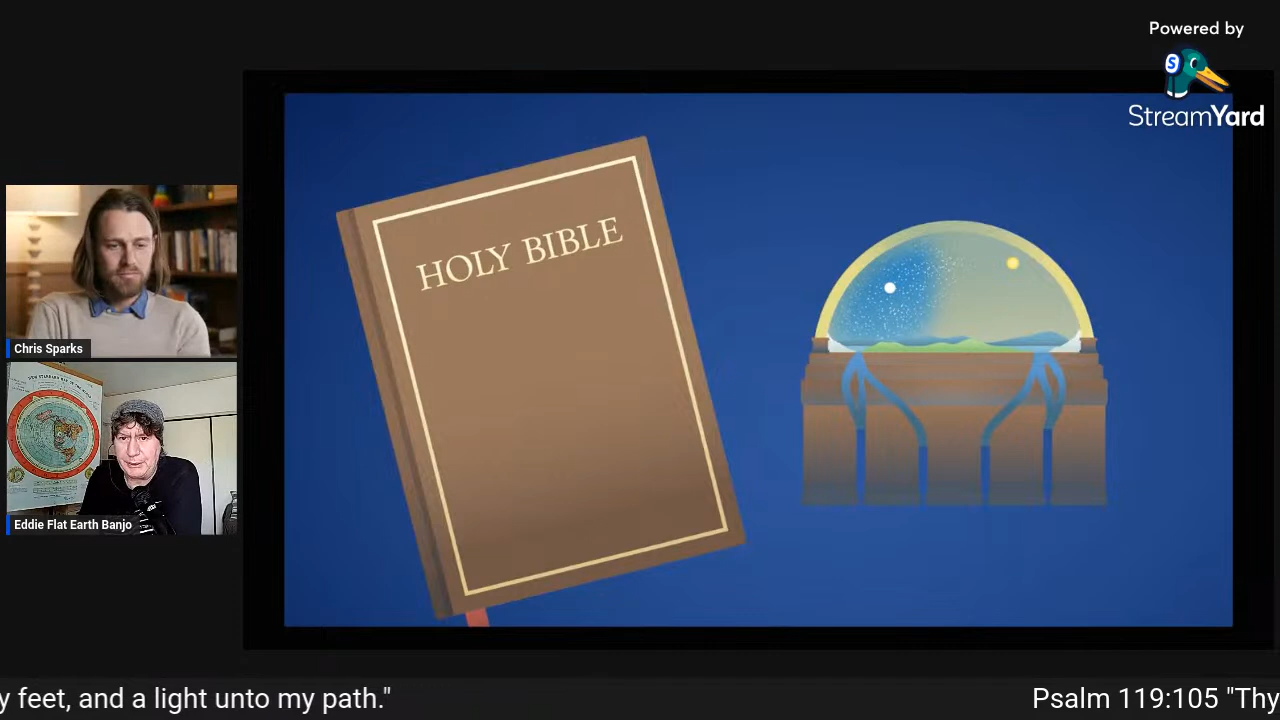 Powered by
StreamYard
HOLY BIBLE
Chris Sparks
Eddie Flat Earth Banjo
y feet, and a light unto my path."
Psalm 119:105 "Thy